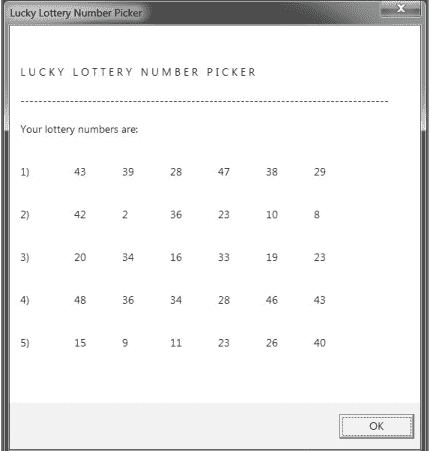 Lucky Lottery Number Picker
X
LUCKY LOTTERY NUMBER PICKER
--------------------------------------------------------------------------
Your lottery numbers are:
1) 43 39 28 47 38 29
2) 42 2 36 23 10 8
3) 20 34 16 33 19 23
4) 48 36 34 28 46 43
5) 15 9 11 23 26 40
OK